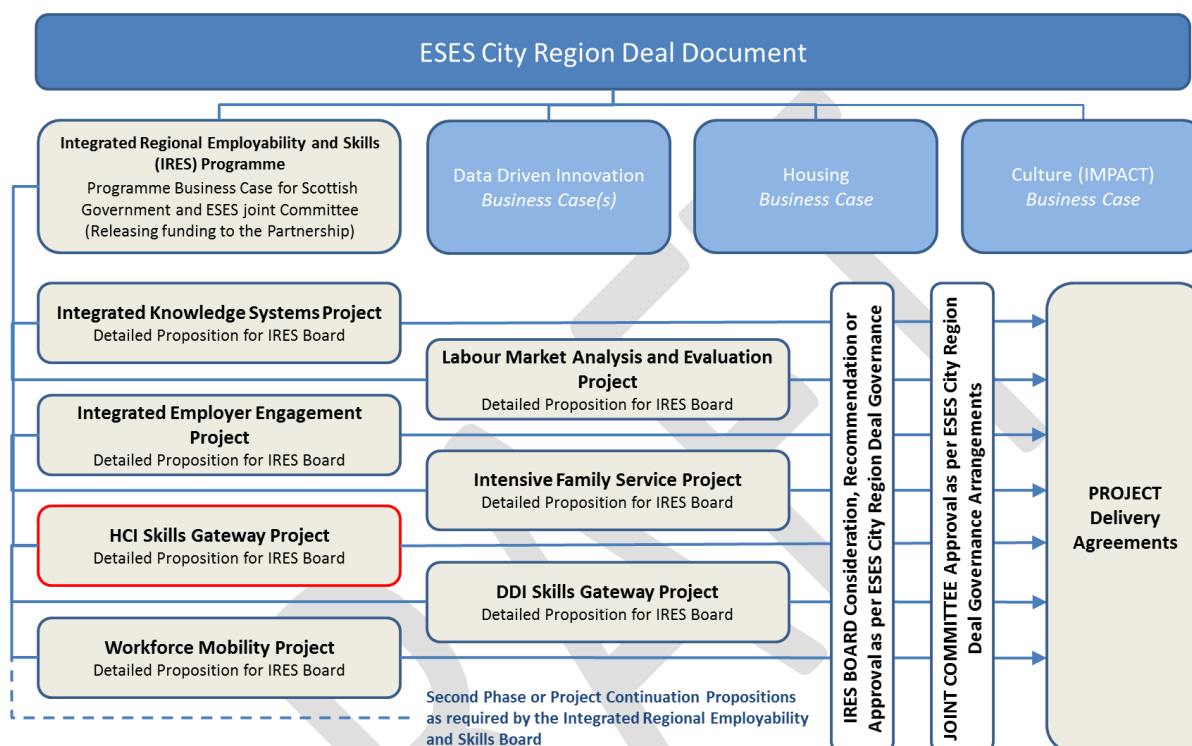 ESES City Region Deal Document
Integrated Regional Employability and Skills
(IRES) Programme
Programme Business Case for Scottish
Government and ESES joint Committee
(Releasing funding to the Partnership)
Data Driven Innovation
Business Case(s)
Housing
Business Case
Culture (IMPACT)
Business Case
Integrated Knowledge Systems Project
Detailed Proposition for IRES Board
Labour Market Analysis and Evaluation
Project
Detailed Proposition for IRES Board
Integrated Employer Engagement
Project
Detailed Proposition for IRES Board
Intensive Family Service Project
Detailed Proposition for IRES Board
HCI Skills Gateway Project
Detailed Proposition for IRES Board
DDI Skills Gateway Project
Detailed Proposition for IRES Board
Workforce Mobility Project
Detailed Proposition for IRES Board
Second Phase or Project Continuation Propositions
as required by the Integrated Regional Employability
and Skills Board
IRES BOARD Consideration, Recommendation or
Approval as per ESES City Region Deal Governance
JOINT COMMITTEE Approval as per ESES City Region
Deal Governance Arrangements
PROJECT
Delivery
Agreements
DRAFT